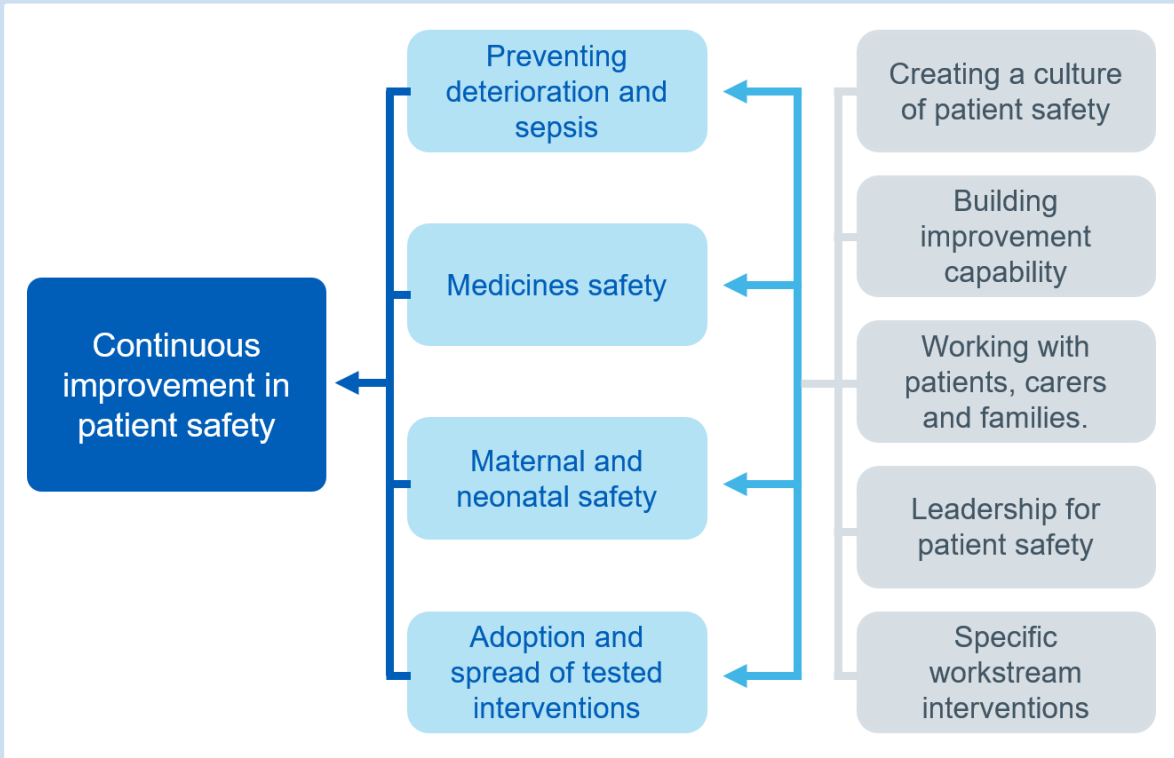 Continuous
improvement in
patient safety
Preventing
deterioration and
sepsis
Medicines safety
Maternal and
neonatal safety
Adoption and
spread of tested
interventions
Creating a culture
of patient safety
Building
improvement
capability
Working with
patients, carers
and families.
Leadership for
patient safety
Specific
workstream
interventions